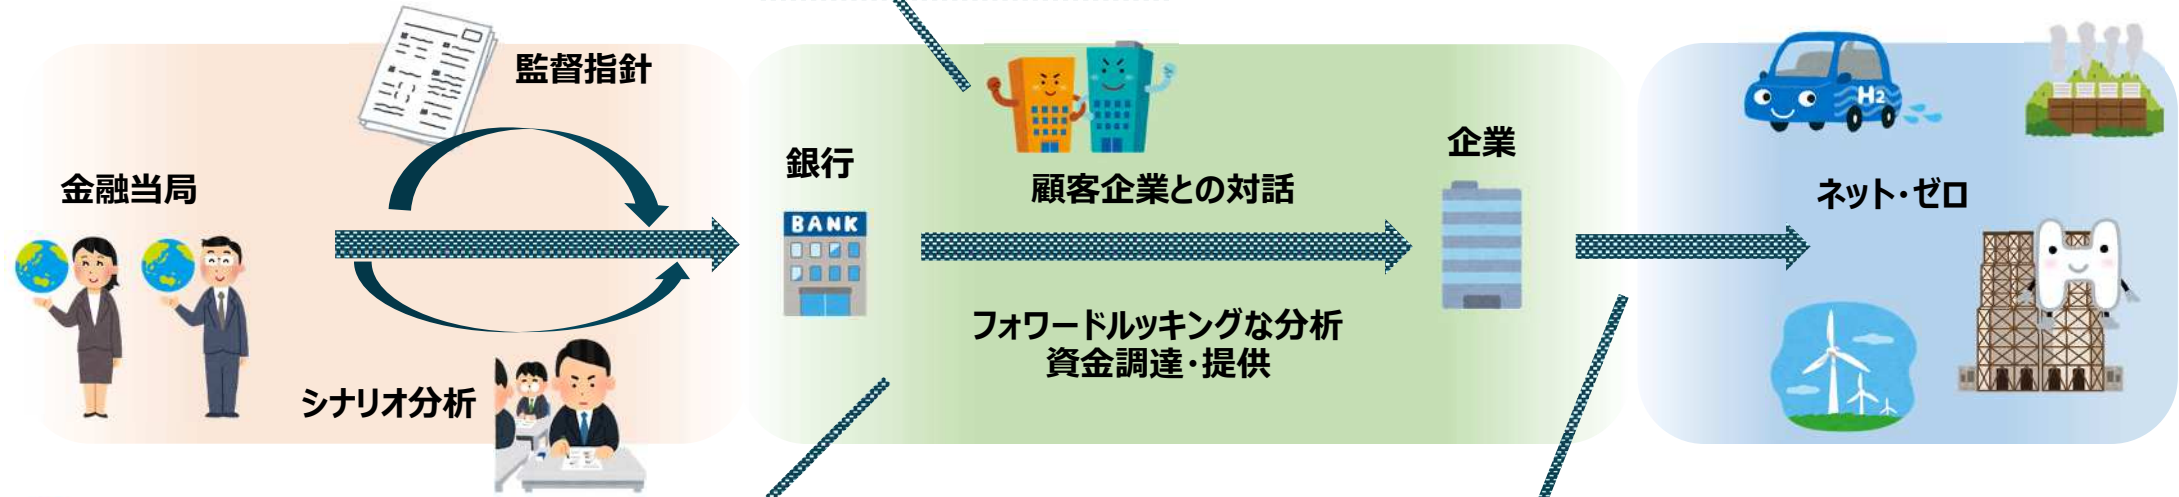 監督指針
金融当局
シナリオ分析
銀行
BANK
顧客企業との対話
フォワードルッキングな分析
資金調達・提供
企業
H2
ネット・ゼロ